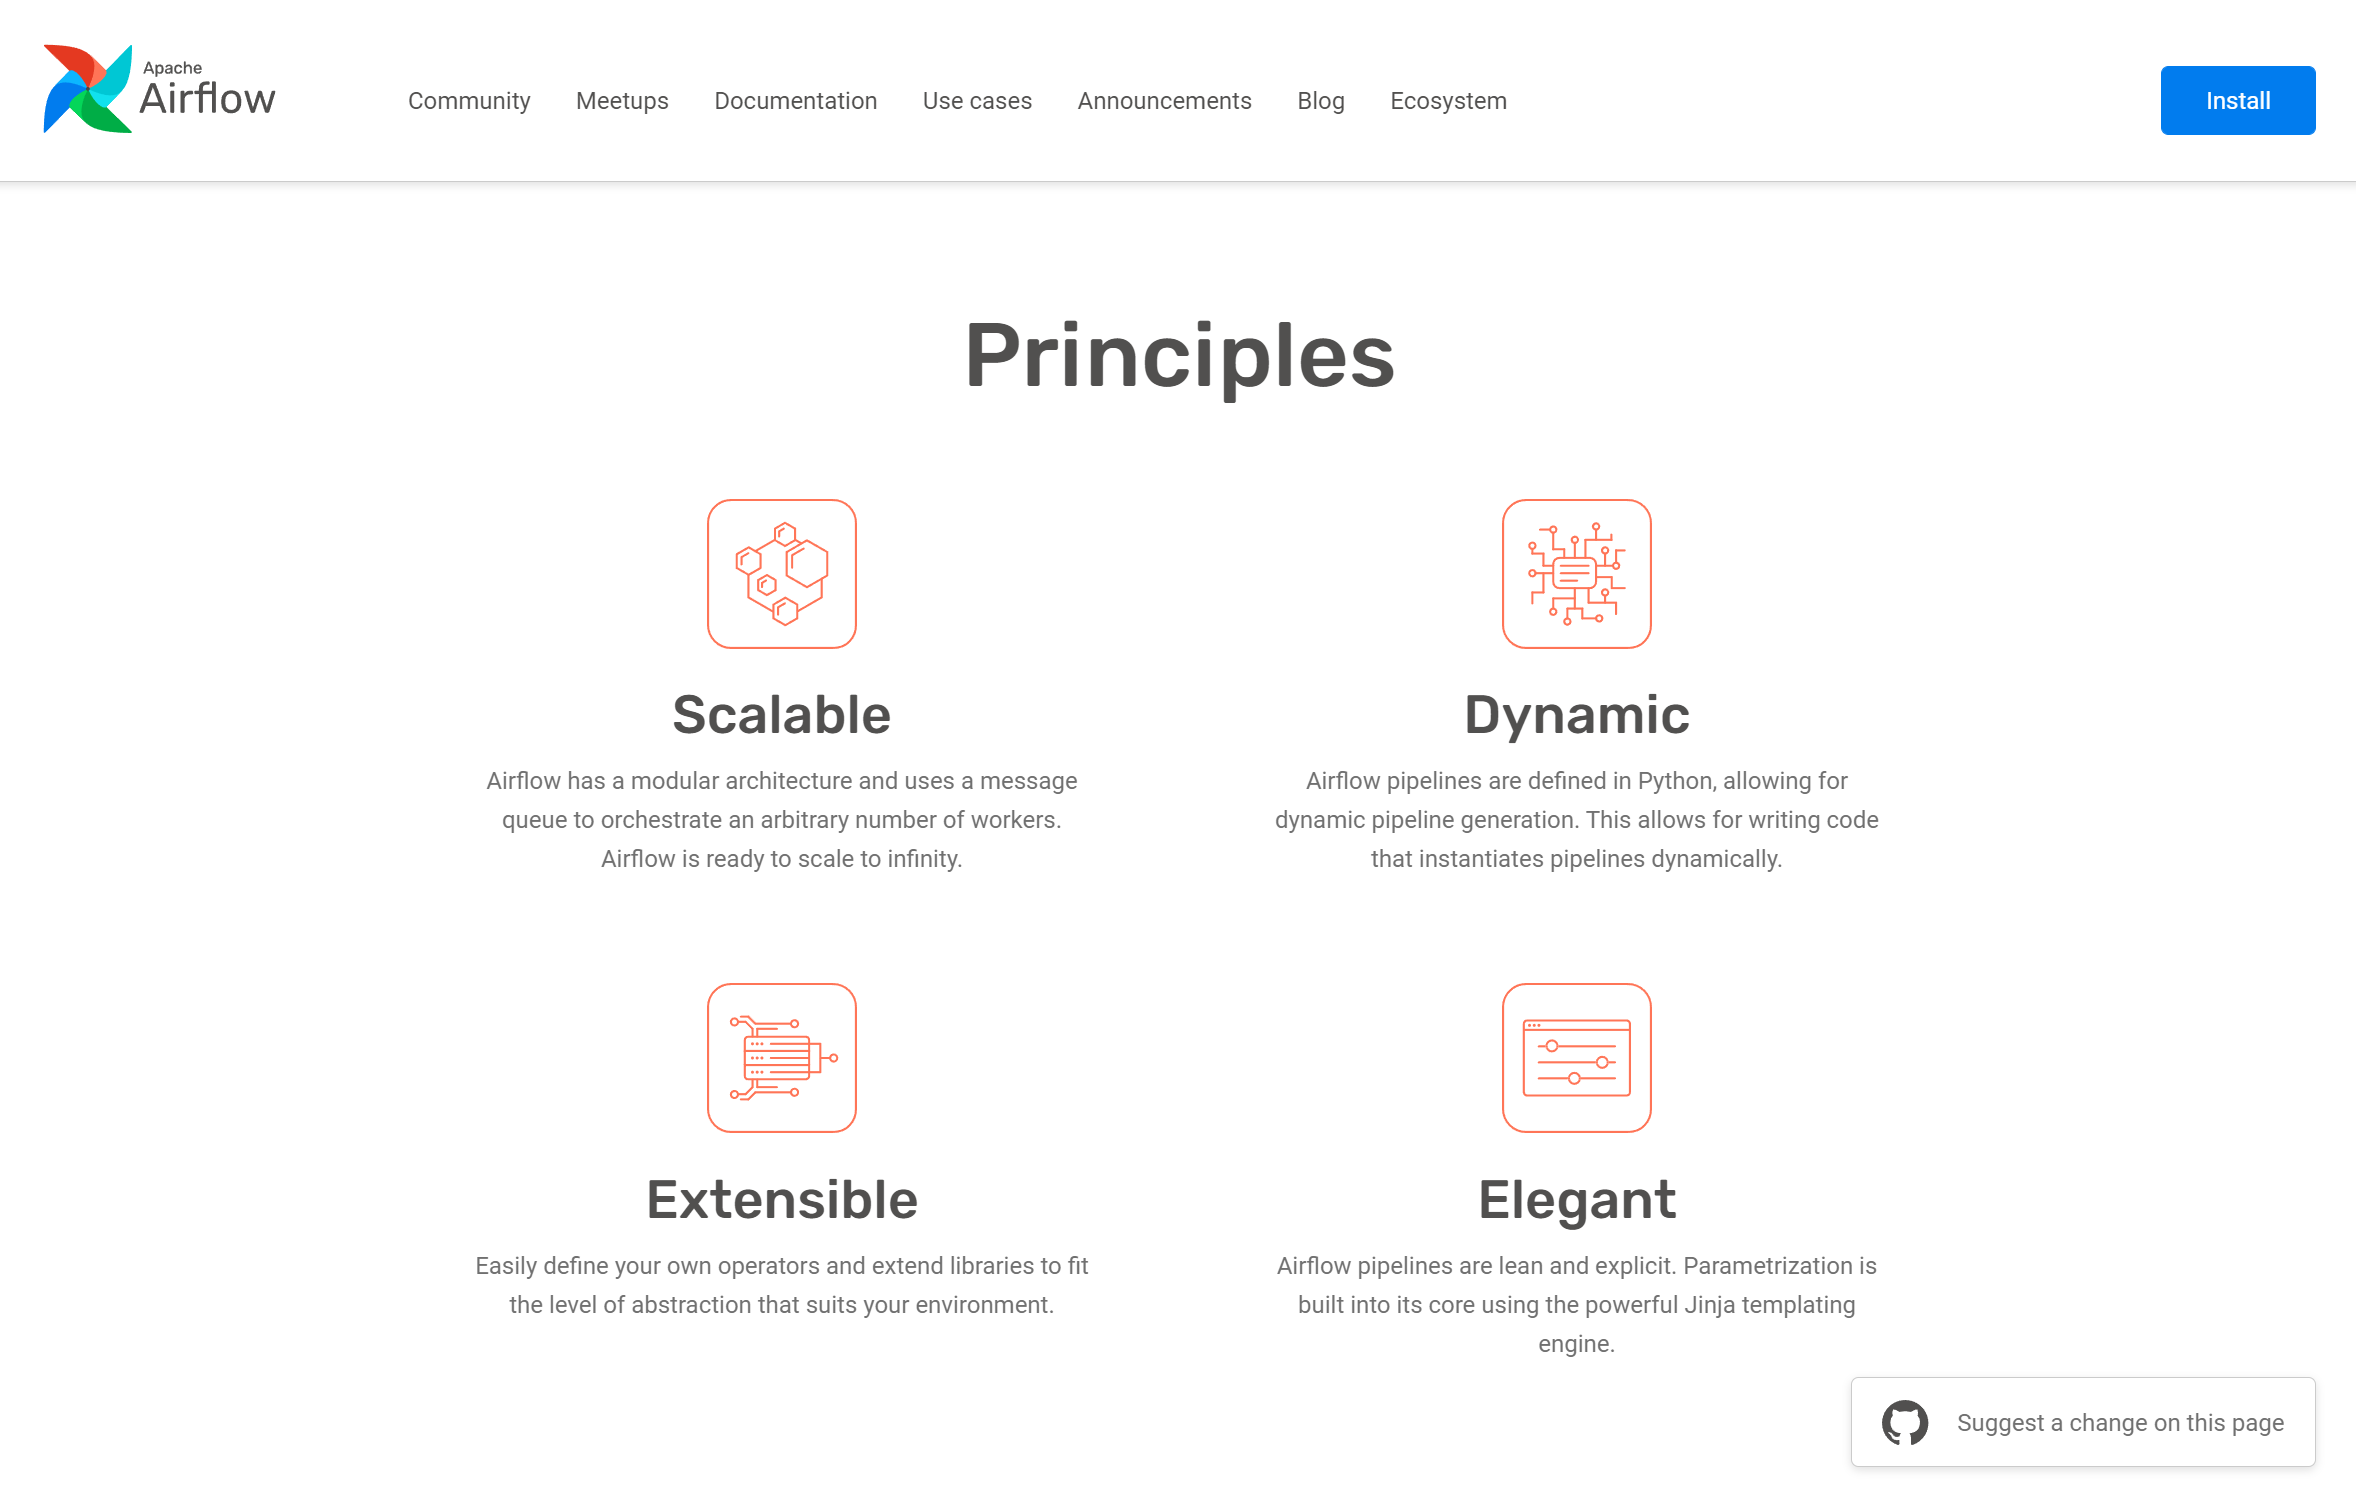 Apache
Airflow
Community
Meetups
Documentation
Use cases
Announcements
Blog
Ecosystem
Install
Principles
Scalable
Airflow has a modular architecture and uses a message
queue to orchestrate an arbitrary number of workers.
Airflow is ready to scale to infinity.
Dynamic
Airflow pipelines are defined in Python, allowing for
dynamic pipeline generation. This allows for writing code
that instantiates pipelines dynamically.
Extensible
Easily define your own operators and extend libraries to fit
the level of abstraction that suits your environment.
Elegant
Airflow pipelines are lean and explicit. Parametrization is
built into its core using the powerful Jinja templating
engine.
Suggest a change on this page